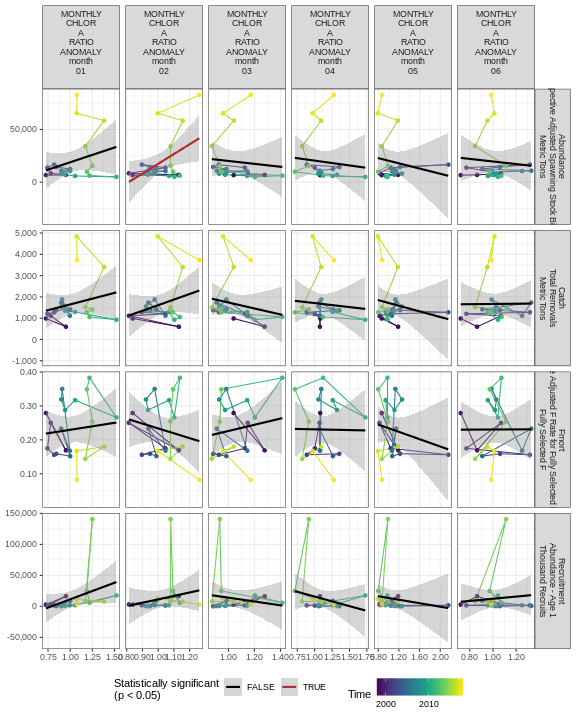 MONTHLY
CHLOR
A
RATIO
ANOMALY
month
01
MONTHLY
CHLOR
A
RATIO
ANOMALY
month
02
MONTHLY
CHLOR
A
RATIO
ANOMALY
month
03
MONTHLY
CHLOR
A
RATIO
ANOMALY
month
04
MONTHLY
CHLOR
A
RATIO
ANOMALY
month
05
MONTHLY
CHLOR
A
RATIO
ANOMALY
month
06
50,000
0
Abundance
pective Adjusted Spawning Stock Bi
Metric Tons
5,000
4,000
3,000
2,000
1,000
0
-1,000
Catch
Total Removals
Metric Tons
0.40
0.30
0.20
0.10
Fmort
e Adjusted F Rate for Fully Selected
Fully Selected F
150,000
100,000
50,000
0
-50,000
Recruitment
Abundance - Age 1
Thousand Recruits
0.75 1.00 1.25 1.50
0.80 0.90 1.00 1.10 1.20
1.00 1.20 1.40
0.75 1.00 1.25 1.50 1.75
0.80 1.20 1.60 2.00
0.80 1.00 1.20
Statistically significant
(p < 0.05)
FALSE
TRUE
Time
2000
2010